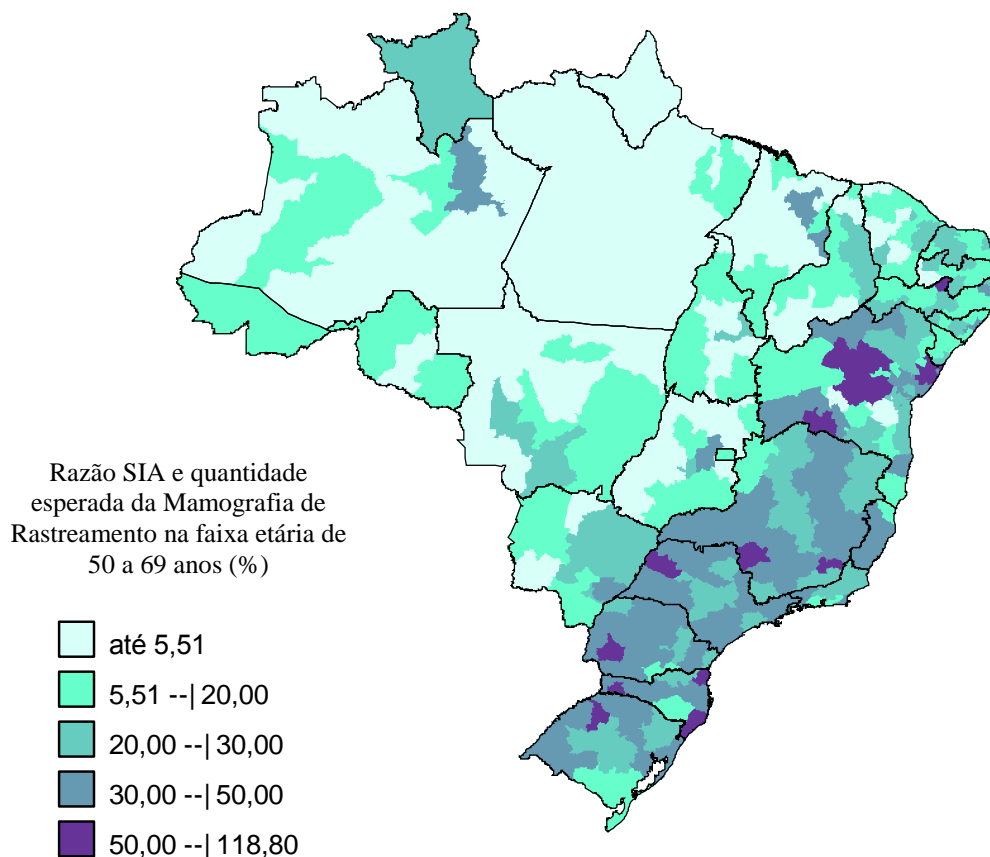 Razão SIA e quantidade
esperada da Mamografia de
Rastreamento na faixa etária de
50 a 69 anos (%)
até 5,51
5,51 --| 20,00
20,00 --| 30,00
30,00 --| 50,00
50,00 --| 118,80